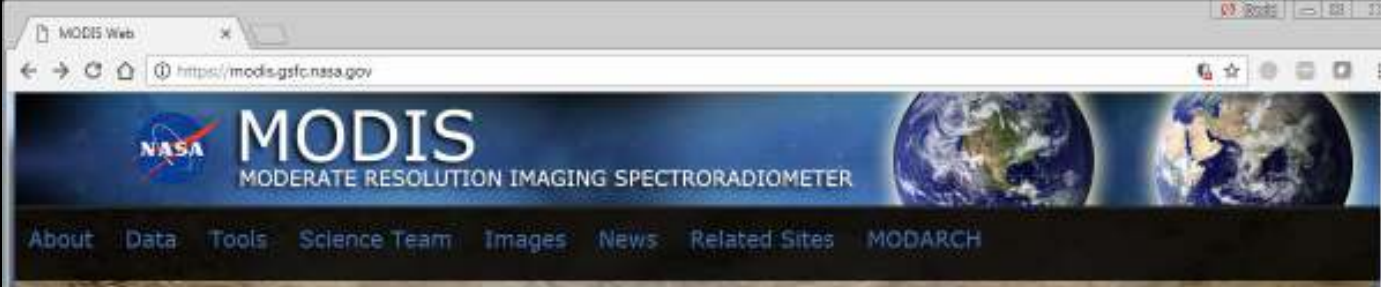 MODIS Web
https://modis.gsfc.nasa.gov
NASA
MODIS
MODERATE RESOLUTION IMAGING SPECTRORADIOMETER
About Data Tools Science Team Images News Related Sites MODARCH